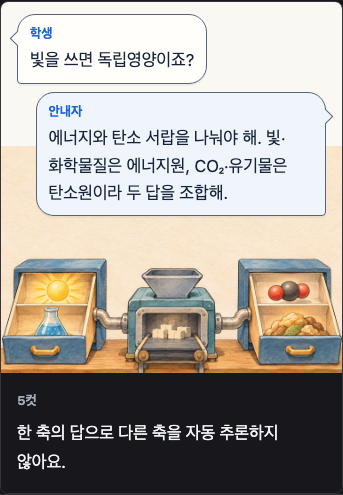 학생
빛을 쓰면 독립영양이죠?
안내자
에너지와 탄소 서랍을 나눠야 해. 빛·
화학물질은 에너지원, CO₂·유기물은
탄소원이라 두 답을 조합해.
5컷
한 축의 답으로 다른 축을 자동 추론하지
않아요.